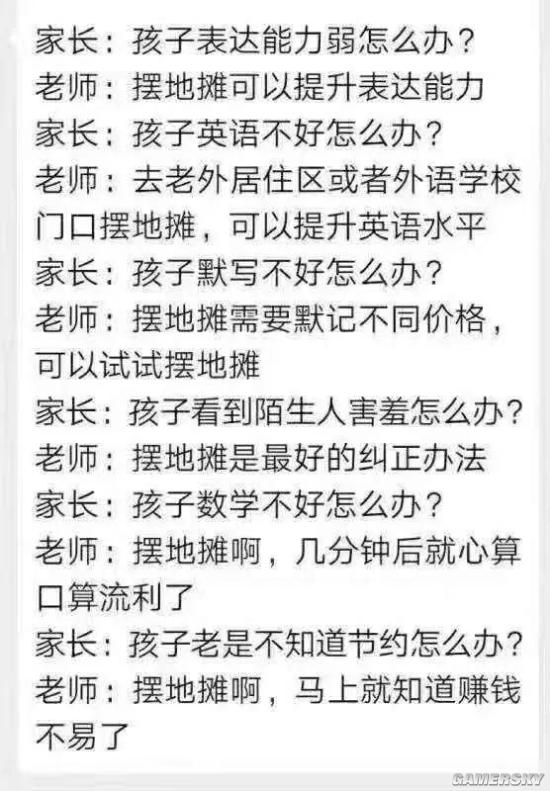 家长：孩子表达能力弱怎么办？
老师：摆地摊可以提升表达能力
家长：孩子英语不好怎么办？
老师：去老外居住区或者外语学校
门口摆地摊，可以提升英语水平
家长：孩子默写不好怎么办？
老师：摆地摊需要默记不同价格，
可以试试摆地摊
家长：孩子看到陌生人害羞怎么办？
老师：摆地摊是最好的纠正办法
家长：孩子数学不好怎么办？
老师：摆地摊啊，几分钟后就心算
口算流利了
家长：孩子老是不知道节约怎么办？
老师：摆地摊啊，马上就知道赚钱
不易了
GAMERSKY